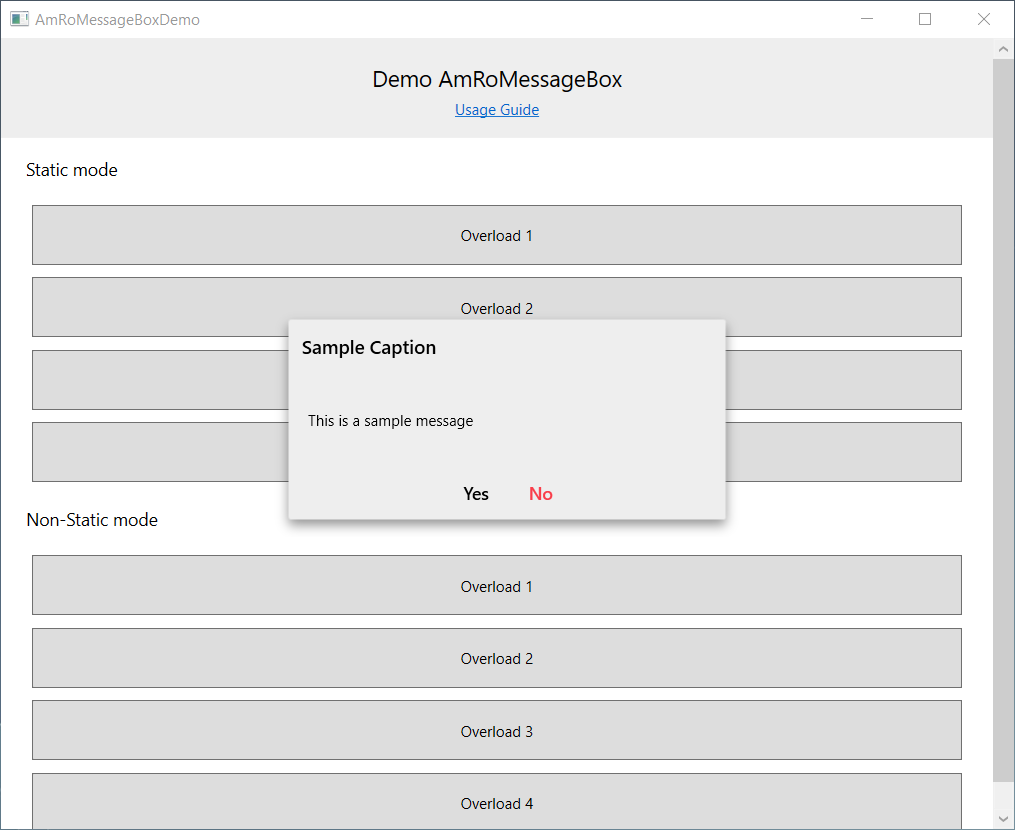 AmRoMessageBoxDemo
Demo AmRoMessageBox
Usage Guide
Static mode
Overload 1
Overload 2
Sample Caption
This is a sample message
Yes No
Non-Static mode
Overload 1
Overload 2
Overload 3
Overload 4